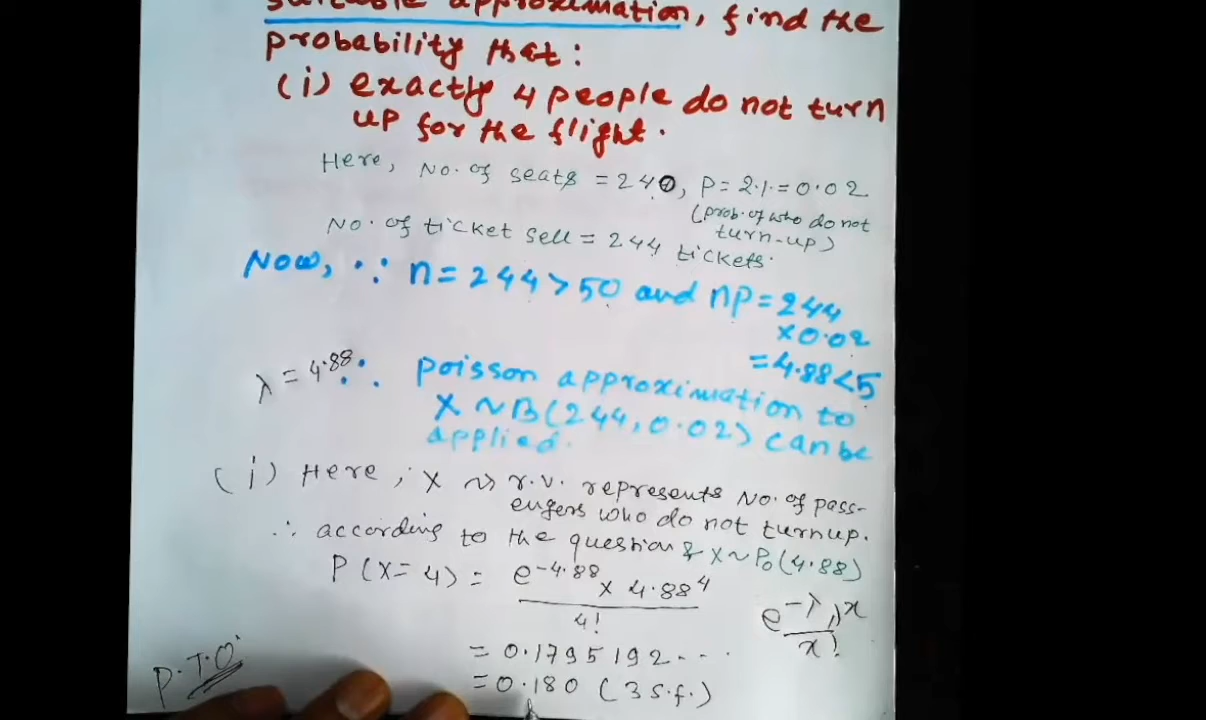 suitable approximation, find the
probability that:
(i) exactly 4 people do not turn
up for the flight.
Here, No. of seats = 240, P = 2% = 0.02
(prob. of who do not
turn-up)
No. of ticket sell = 244 tickets.
Now, ∵ n = 244 > 50 and np = 244
× 0.02
= 4.88 < 5
λ = 4.88 ∴ poisson approximation to
X ~ B(244, 0.02) can be
applied.
(i) Here, X ~> r.v. represents No. of pass-
engers who do not turnup.
∴ according to the question & X ~ Po(4.88)
P(X = 4) = e^-4.88 × 4.88^4
4!
e^-λ λ^x
x!
= 0.1795192...
= 0.180 (3 s.f.)
P.T.O.